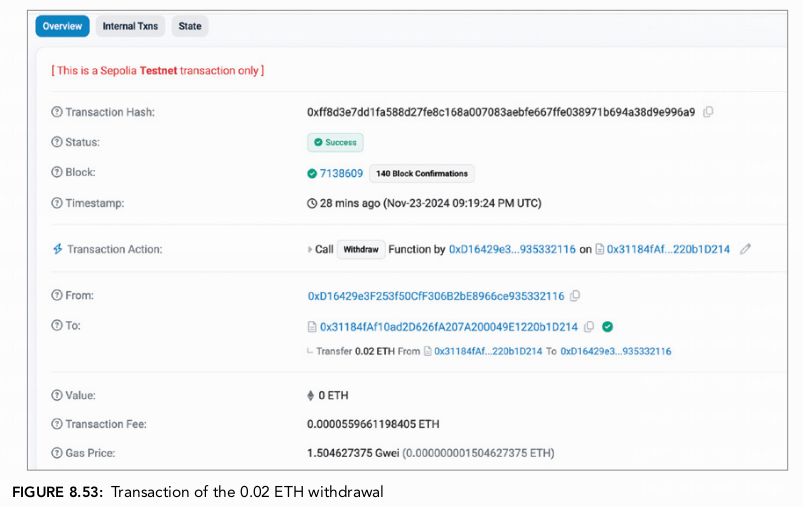 Overview Internal Txns State
[ This is a Sepolia Testnet transaction only ]
Transaction Hash: 0xff8d3e7dd1fa588d27fe8c168a007083aebfe667ffe038971b694a38d9e996a9
Status: Success
Block: 7138609 140 Block Confirmations
Timestamp: 28 mins ago (Nov-23-2024 09:19:24 PM UTC)
Transaction Action: Call Withdraw Function by 0xD16429e3...935332116 on 0x31184fAf...220b1D214
From: 0xD16429e3F253f50CfF306B2bE8966ce935332116
To: 0x31184fAf10ad2D626fA207A200049E1220b1D214
Transfer 0.02 ETH From 0x31184fAf...220b1D214 To 0xD16429e3...935332116
Value: 0 ETH
Transaction Fee: 0.0000559661198405 ETH
Gas Price: 1.504627375 Gwei (0.000000001504627375 ETH)
FIGURE 8.53: Transaction of the 0.02 ETH withdrawal